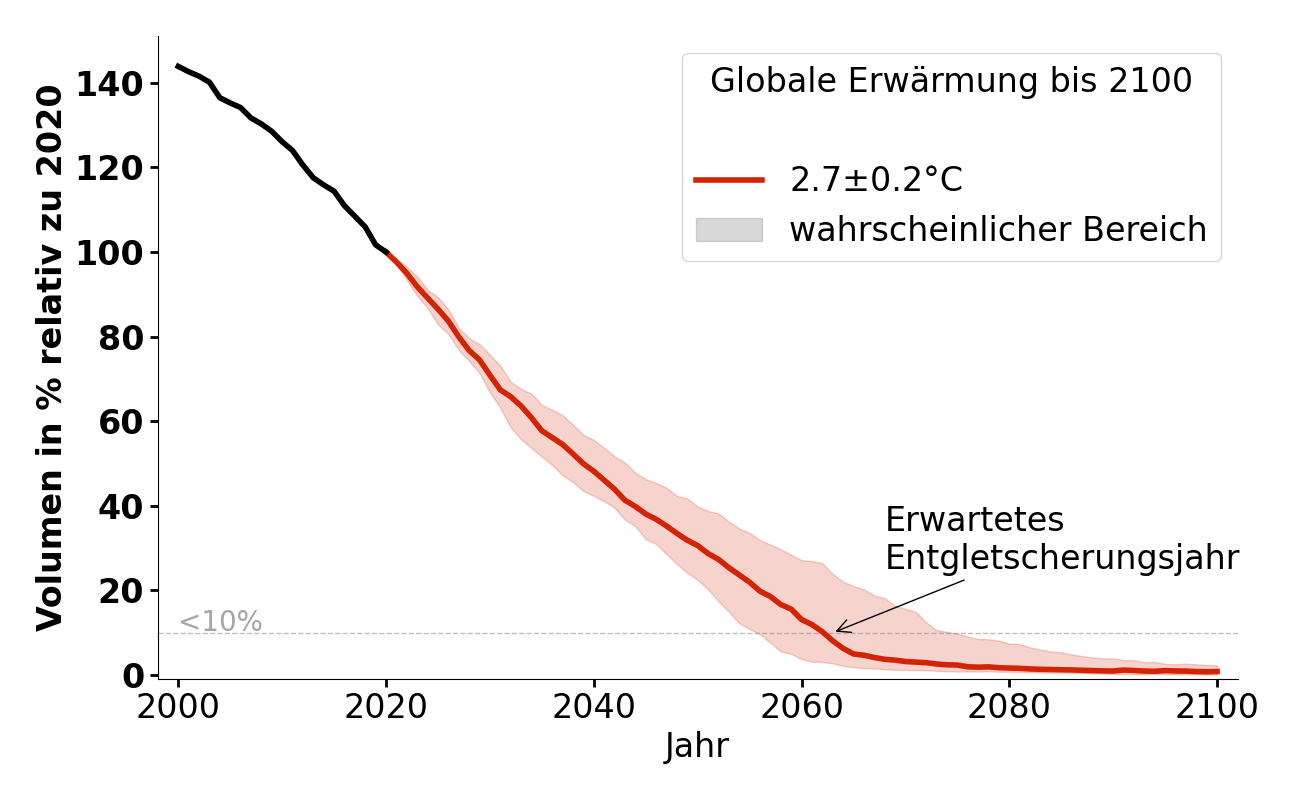 Volumen in % relativ zu 2020
140
120
100
80
60
40
20
0
Globale Erwärmung bis 2100
2.7±0.2°C
wahrscheinlicher Bereich
Erwartetes
Entgletscherungsjahr
<10%
2000 2020 2040 2060 2080 2100
Jahr